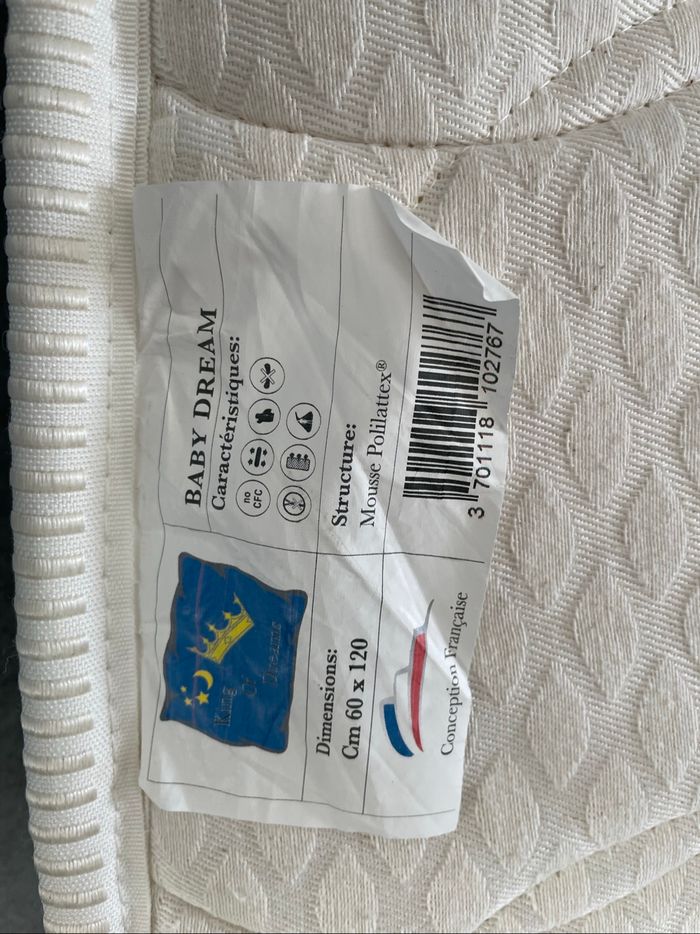 King
Of
Dreams
BABY DREAM
Caractéristiques:
no
CFC
Dimensions:
Cm 60 x 120
Structure:
Mousse Polilattex®
Conception Française
3 701118 102767